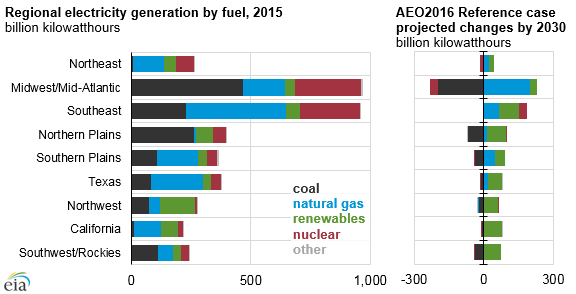 Regional electricity generation by fuel, 2015
billion kilowatthours
AEO2016 Reference case
projected changes by 2030
billion kilowatthours
Northeast
Midwest/Mid-Atlantic
Southeast
Northern Plains
Southern Plains
Texas
Northwest
California
Southwest/Rockies
coal
natural gas
renewables
nuclear
other
0 500 1,000
-300 0 300
eia